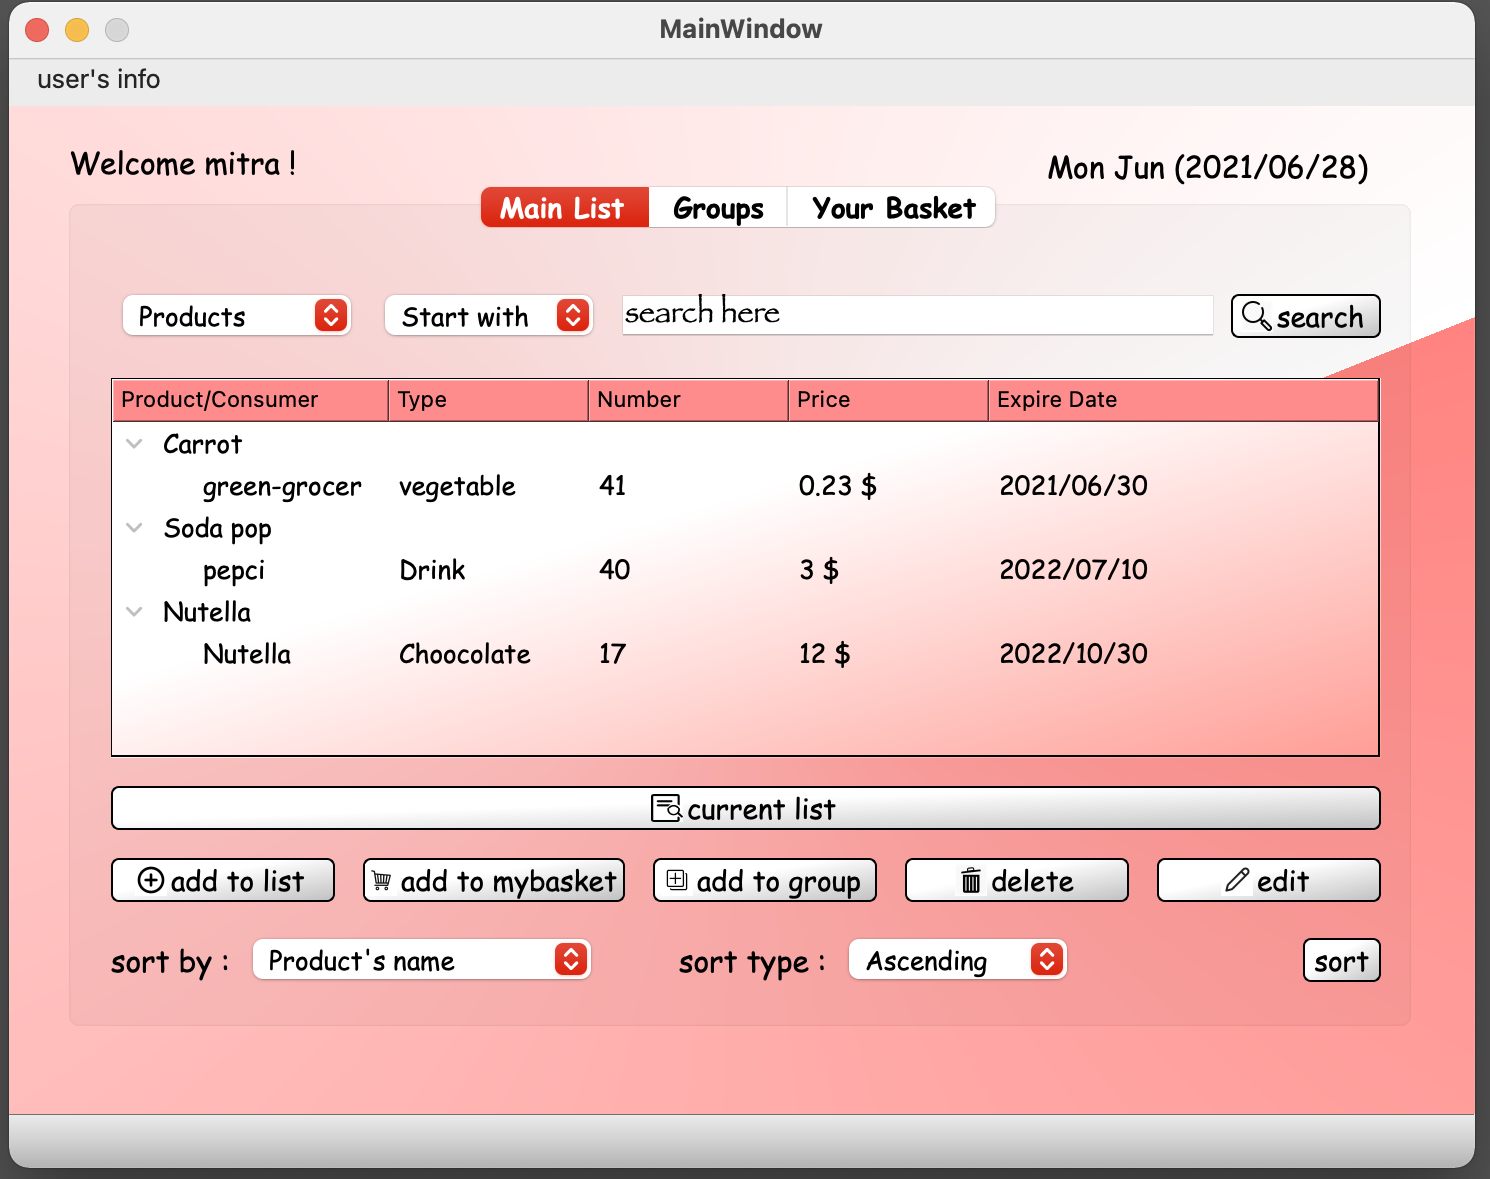 MainWindow
user's info
Welcome mitra !
Mon Jun (2021/06/28)
Main List Groups Your Basket
Products Start with search here search
Product/Consumer Type Number Price Expire Date
Carrot
green-grocer vegetable 41 0.23 $ 2021/06/30
Soda pop
pepci Drink 40 3 $ 2022/07/10
Nutella
Nutella Choocolate 17 12 $ 2022/10/30
current list
add to list add to mybasket add to group delete edit
sort by : Product's name sort type : Ascending sort